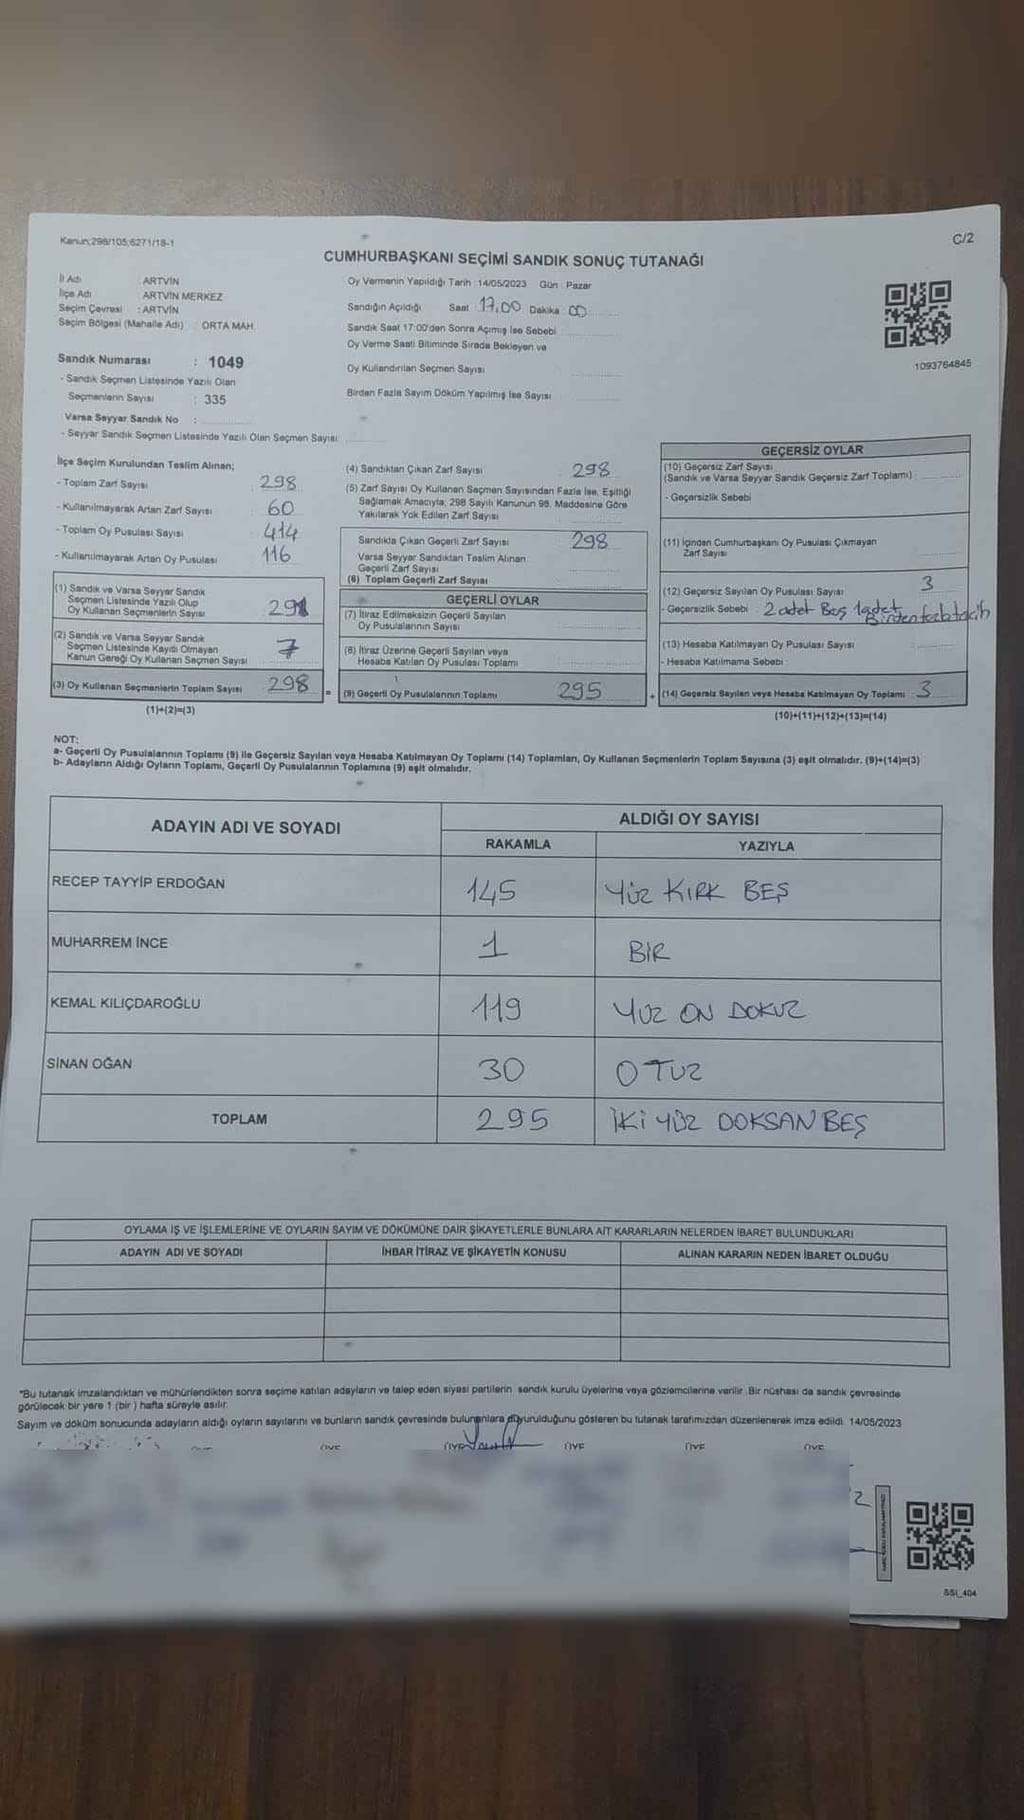 Kanun;298/105;6271/18-1
C/2
CUMHURBAŞKANI SEÇİMİ SANDIK SONUÇ TUTANAĞI
İl Adı : ARTVİN
İlçe Adı : ARTVİN MERKEZ
Seçim Çevresi : ARTVİN
Seçim Bölgesi (Mahalle Adı) : ORTA MAH.
Sandık Numarası : 1049
- Sandık Seçmen Listesinde Yazılı Olan
Seçmenlerin Sayısı : 335
Varsa Seyyar Sandık No :
- Seyyar Sandık Seçmen Listesinde Yazılı Olan Seçmen Sayısı:
Oy Vermenin Yapıldığı Tarih : 14/05/2023 Gün : Pazar
Sandığın Açıldığı Saat 17.00 Dakika 00
Sandık Saat 17:00'den Sonra Açımış İse Sebebi :
Oy Verme Saati Bitiminde Sırada Bekleyen ve
Oy Kullandırılan Seçmen Sayısı
Birden Fazla Sayım Döküm Yapılmış İse Sayısı
1093764845
İlçe Seçim Kurulundan Teslim Alınan;
- Toplam Zarf Sayısı 298
- Kullanılmayarak Artan Zarf Sayısı 60
- Toplam Oy Pusulası Sayısı 414
- Kullanılmayarak Artan Oy Pusulası 116
(1) Sandık ve Varsa Seyyar Sandık
Seçmen Listesinde Yazılı Olup
Oy Kullanan Seçmenlerin Sayısı 291
(2) Sandık ve Varsa Seyyar Sandık
Seçmen Listesinde Kayıtlı Olmayan
Kanun Gereği Oy Kullanan Seçmen Sayısı 7
(3) Oy Kullanan Seçmenlerin Toplam Sayısı 298
(1)+(2)=(3)
(4) Sandıktan Çıkan Zarf Sayısı 298
(5) Zarf Sayısı Oy Kullanan Seçmen Sayısından Fazla İse, Eşitliği
Sağlamak Amacıyla, 298 Sayılı Kanunun 98. Maddesine Göre
Yakılarak Yok Edilen Zarf Sayısı
Sandıkla Çıkan Geçerli Zarf Sayısı 298
Varsa Seyyar Sandıktan Teslim Alınan
Geçerli Zarf Sayısı
(6) Toplam Geçerli Zarf Sayısı
GEÇERLİ OYLAR
(7) İtiraz Edilmeksizin Geçerli Sayılan
Oy Pusulalarının Sayısı
(8) İtiraz Üzerine Geçerli Sayılan veya
Hesaba Katılan Oy Pusulası Toplamı
=
(9) Geçerli Oy Pusulalarının Toplamı 295
+
GEÇERSİZ OYLAR
(10) Geçersiz Zarf Sayısı
(Sandık ve Varsa Seyyar Sandık Geçersiz Zarf Toplamı) :
- Geçersizlik Sebebi
(11) İçinden Cumhurbaşkanı Oy Pusulası Çıkmayan
Zarf Sayısı
(12) Geçersiz Sayılan Oy Pusulası Sayısı 3
- Geçersizlik Sebebi 2 adet Boş 1 adet
Birden fazla tercih
(13) Hesaba Katılmayan Oy Pusulası Sayısı
- Hesaba Katılmama Sebebi :
(14) Geçersiz Sayılan veya Hesaba Katılmayan Oy Toplamı 3
(10)+(11)+(12)+(13)=(14)
NOT:
a- Geçerli Oy Pusulalarının Toplamı (9) ile Geçersiz Sayılan veya Hesaba Katılmayan Oy Toplamı (14) Toplamları, Oy Kullanan Seçmenlerin Toplam Sayısına (3) eşit olmalıdır. (9)+(14)=(3)
b- Adayların Aldığı Oyların Toplamı, Geçerli Oy Pusulalarının Toplamına (9) eşit olmalıdır.
ADAYIN ADI VE SOYADI
ALDIĞI OY SAYISI
RAKAMLA YAZIYLA
RECEP TAYYİP ERDOĞAN 145 YÜZ KIRK BEŞ
MUHARREM İNCE 1 BİR
KEMAL KILIÇDAROĞLU 119 YÜZ ON DOKUZ
SİNAN OĞAN 30 OTUZ
TOPLAM 295 İKİ YÜZ DOKSAN BEŞ
OYLAMA İŞ VE İŞLEMLERİNE VE OYLARIN SAYIM VE DÖKÜMÜNE DAİR ŞİKAYETLERLE BUNLARA AİT KARARLARIN NELERDEN İBARET BULUNDUKLARI
ADAYIN ADI VE SOYADI İHBAR İTİRAZ VE ŞİKAYETİN KONUSU ALINAN KARARIN NEDEN İBARET OLDUĞU
"Bu tutanak imzalandıktan ve mühürlendikten sonra seçime katılan adayların ve talep eden siyasi partilerin sandık kurulu üyelerine veya gözlemcilerine verilir. Bir nüshası da sandık çevresinde
görülecek bir yere 1 (bir ) hafta süreyle asılır.
Sayım ve döküm sonucunda adayların aldığı oyların sayılarını ve bunların sandık çevresinde bulunanlara duyurulduğunu gösteren bu tutanak tarafımızdan düzenlenerek imza edildi. 14/05/2023
ÜYE ÜYE ÜYE ÜYE ÜYE
SSI_404